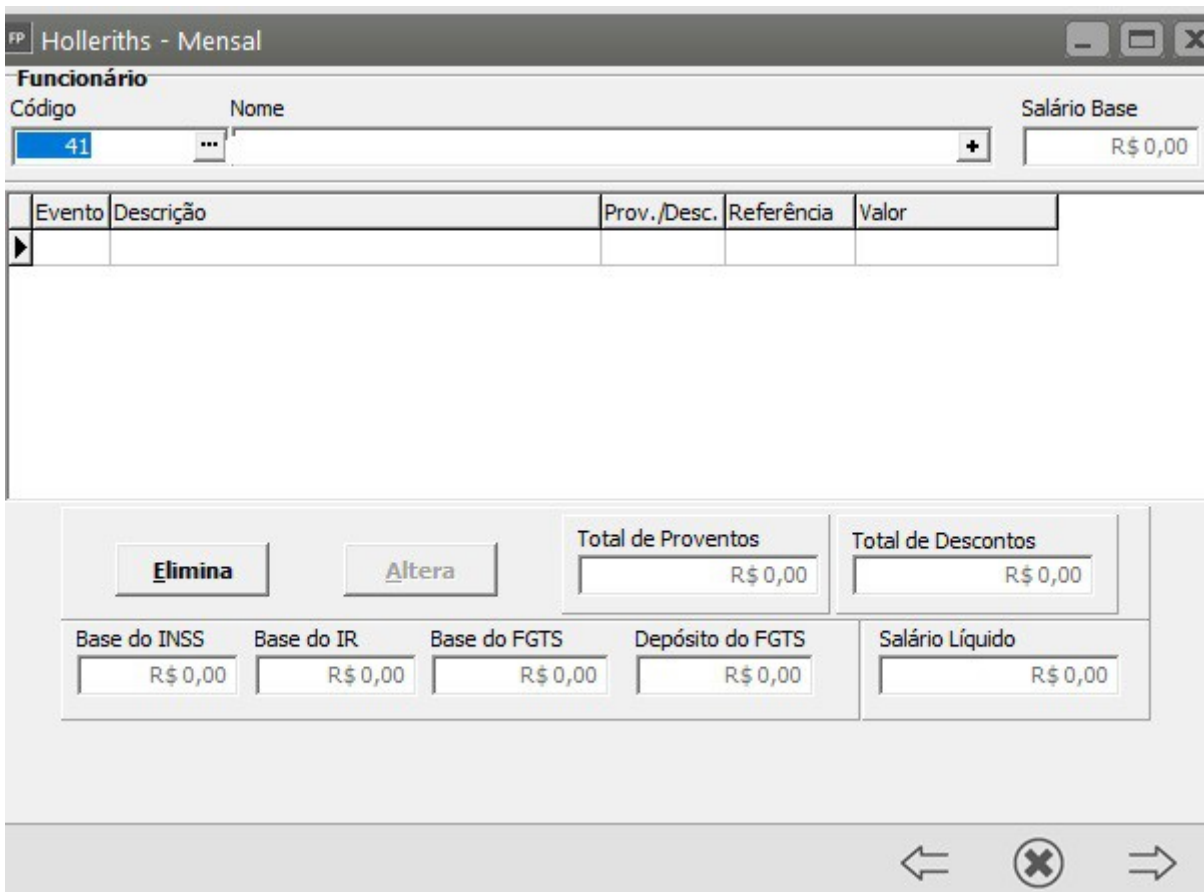 FP Holleriths - Mensal
Funcionário
Código Nome Salário Base
41 ... + R$ 0,00
Evento Descrição Prov./Desc. Referência Valor
Total de Proventos Total de Descontos
Elimina Altera R$ 0,00 R$ 0,00
Base do INSS Base do IR Base do FGTS Depósito do FGTS Salário Líquido
R$ 0,00 R$ 0,00 R$ 0,00 R$ 0,00 R$ 0,00